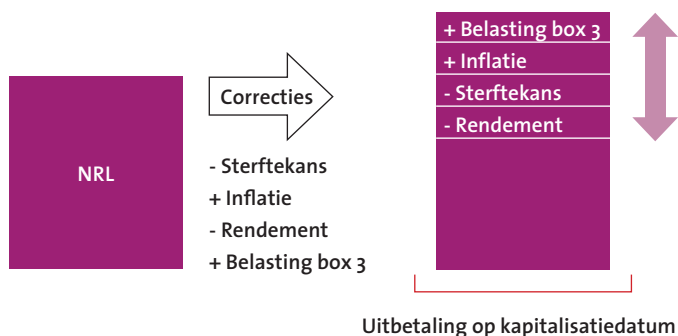 NRL
Correcties
- Sterftekans
+ Inflatie
- Rendement
+ Belasting box 3
+ Belasting box 3
+ Inflatie
- Sterftekans
- Rendement
Uitbetaling op kapitalisatiedatum